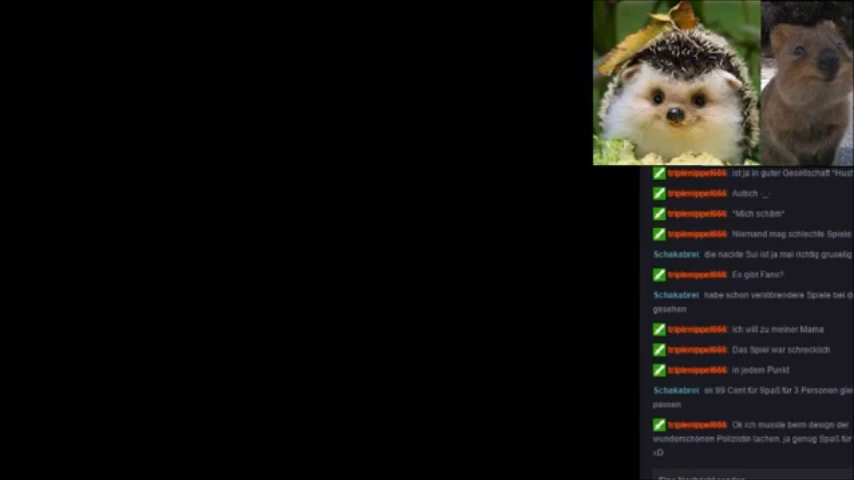 triplenippel666: ist ja in guter Gesellschaft *Hust
triplenippel666: Autsch -_-
triplenippel666: *Mich schäm*
triplenippel666: Niemand mag schlechte Spiele
Schakabrei: die nackte Sui ist ja mal richtig gruselig
triplenippel666: Es gibt Fans?
Schakabrei: habe schon verstörendere Spiele bei d
gesehen
triplenippel666: Ich will zu meiner Mama
triplenippel666: Das Spiel war schrecklich
triplenippel666: in jedem Punkt
Schakabrei: ok 99 Cent für Spaß für 3 Personen
passen
triplenippel666: Ok ich musste beim design der
wunderschönen Polizistin lachen, ja genug Spaß für
xD
Eine Nachricht senden